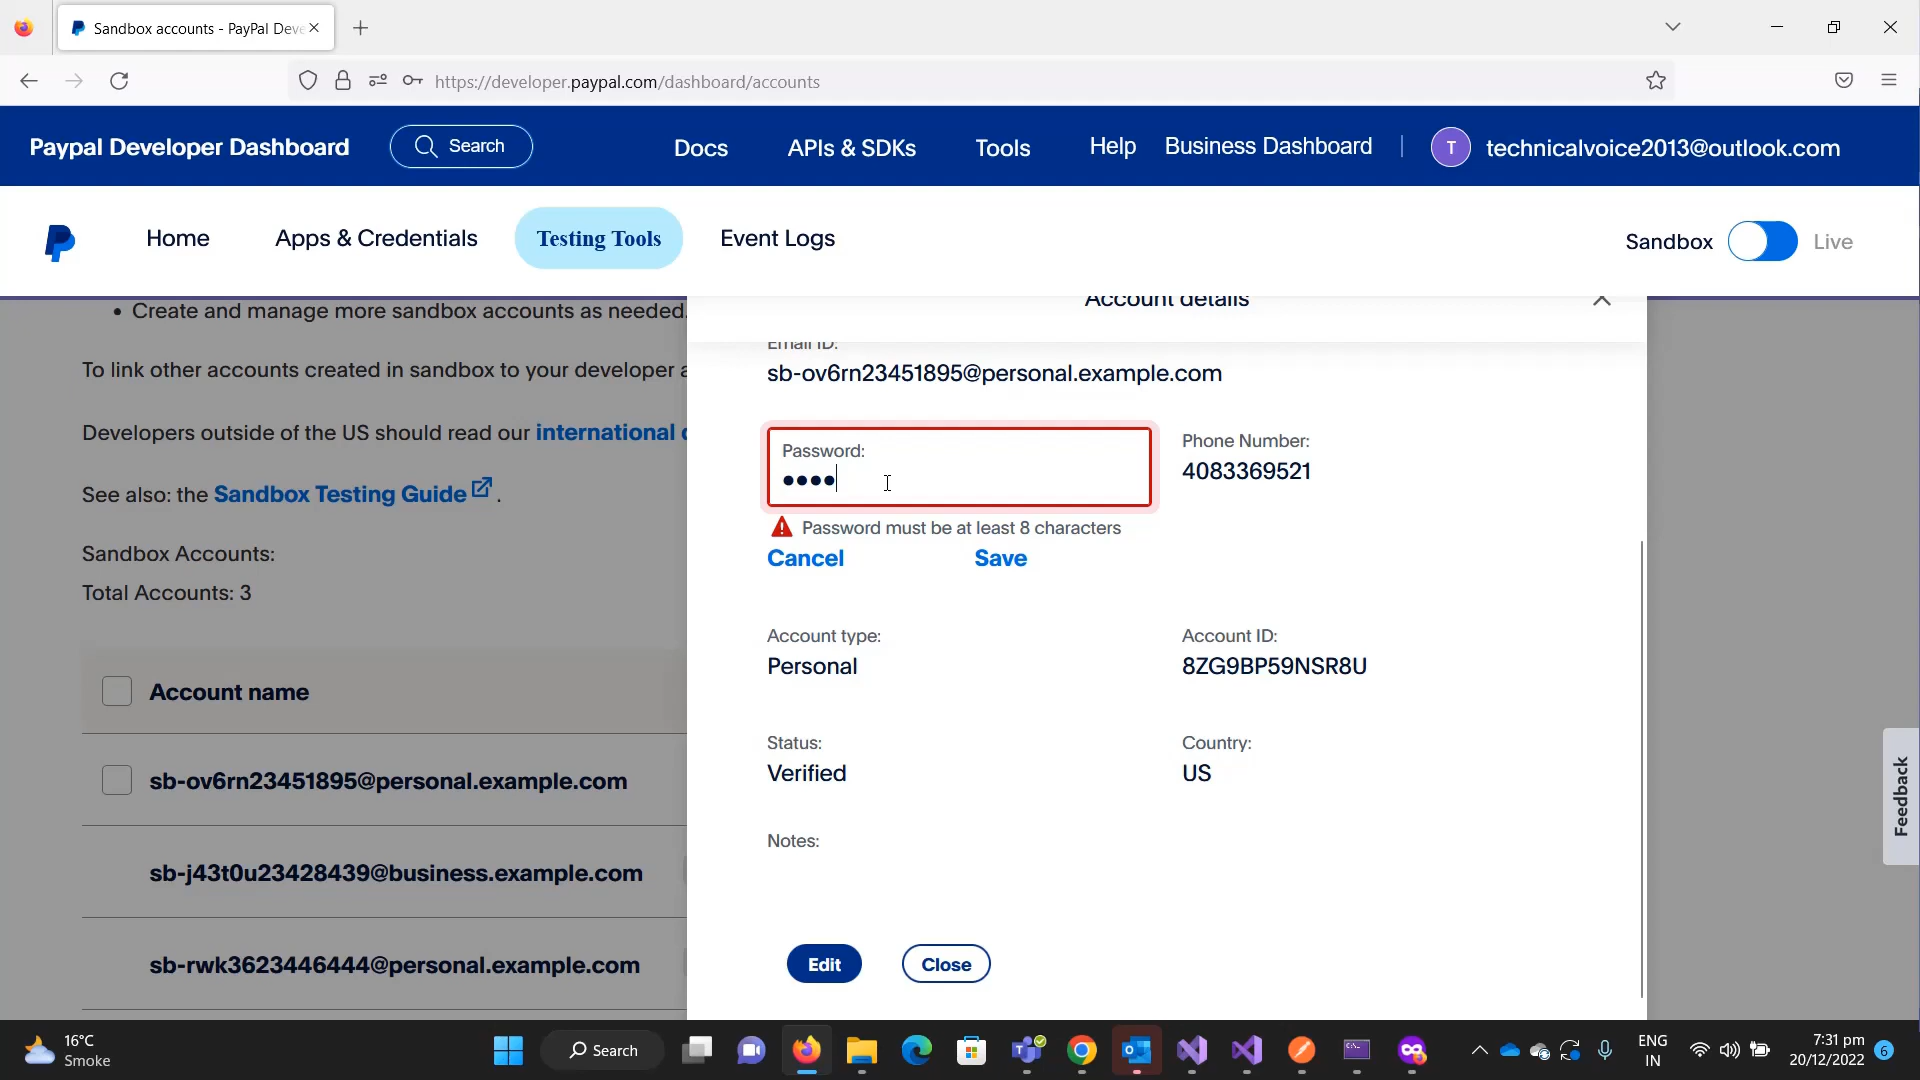 Sandbox accounts - PayPal Deve
https://developer.paypal.com/dashboard/accounts
Paypal Developer Dashboard
Search
Docs
APIs & SDKs
Tools
Help
Business Dashboard
T
technicalvoice2013@outlook.com
Home
Apps & Credentials
Testing Tools
Event Logs
Sandbox
Live
• Create and manage more sandbox accounts as needed.
To link other accounts created in sandbox to your developer a
Developers outside of the US should read our international
See also: the Sandbox Testing Guide.
Sandbox Accounts:
Total Accounts: 3
Account name
sb-ov6rn23451895@personal.example.com
sb-j43t0u23428439@business.example.com
sb-rwk3623446444@personal.example.com
Account details
Email ID:
sb-ov6rn23451895@personal.example.com
Password:
••••
Password must be at least 8 characters
Cancel
Save
Phone Number:
4083369521
Account type:
Personal
Account ID:
8ZG9BP59NSR8U
Status:
Verified
Country:
US
Notes:
Edit
Close
Feedback
16°C
Smoke
Search
ENG
IN
7:31 pm
20/12/2022
6